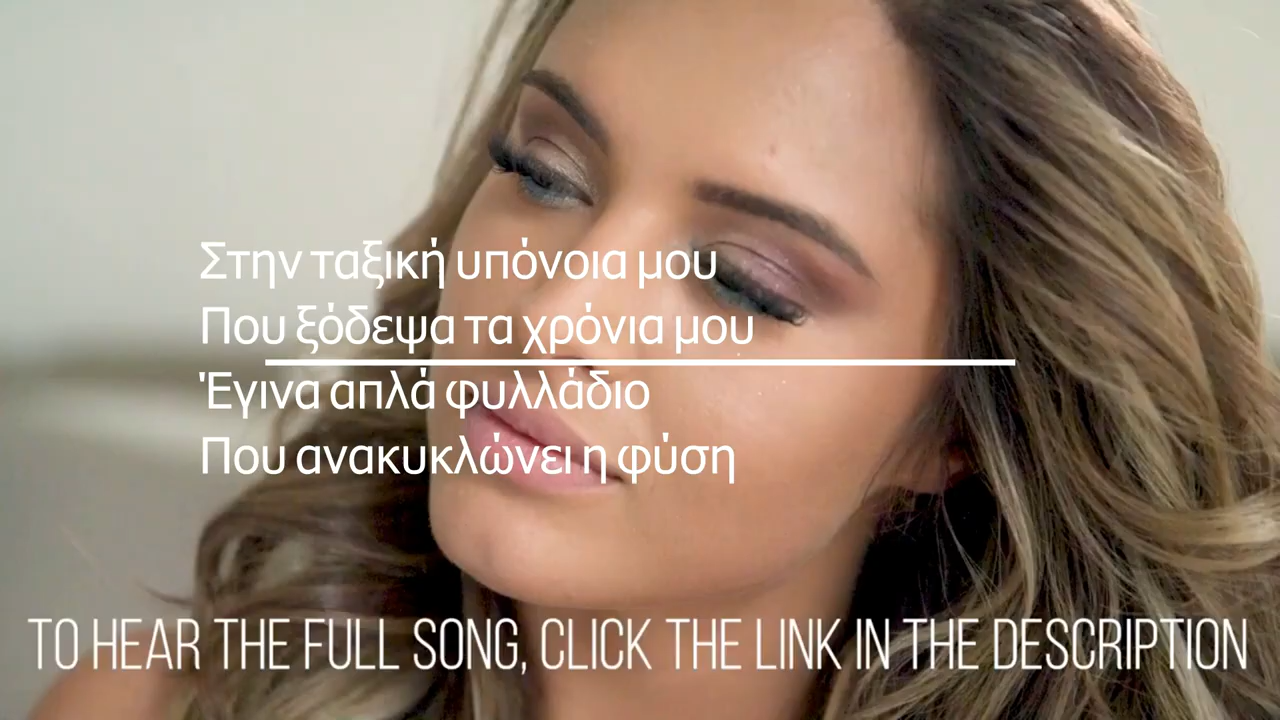 Στην ταξική υπόνοια μου
Που ξόδεψα τα χρόνια μου
Έγινα απλά φυλλάδιο
Που ανακυκλώνει η φύση
TO HEAR THE FULL SONG, CLICK THE LINK IN THE DESCRIPTION